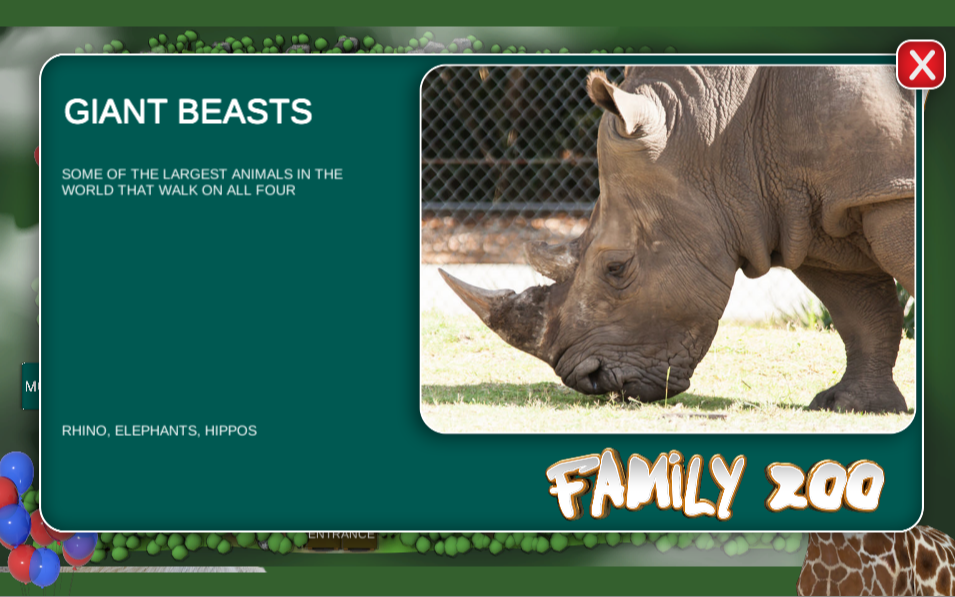 GIANT BEASTS
SOME OF THE LARGEST ANIMALS IN THE
WORLD THAT WALK ON ALL FOUR
RHINO, ELEPHANTS, HIPPOS
FAMILY ZOO
ENTRANCE